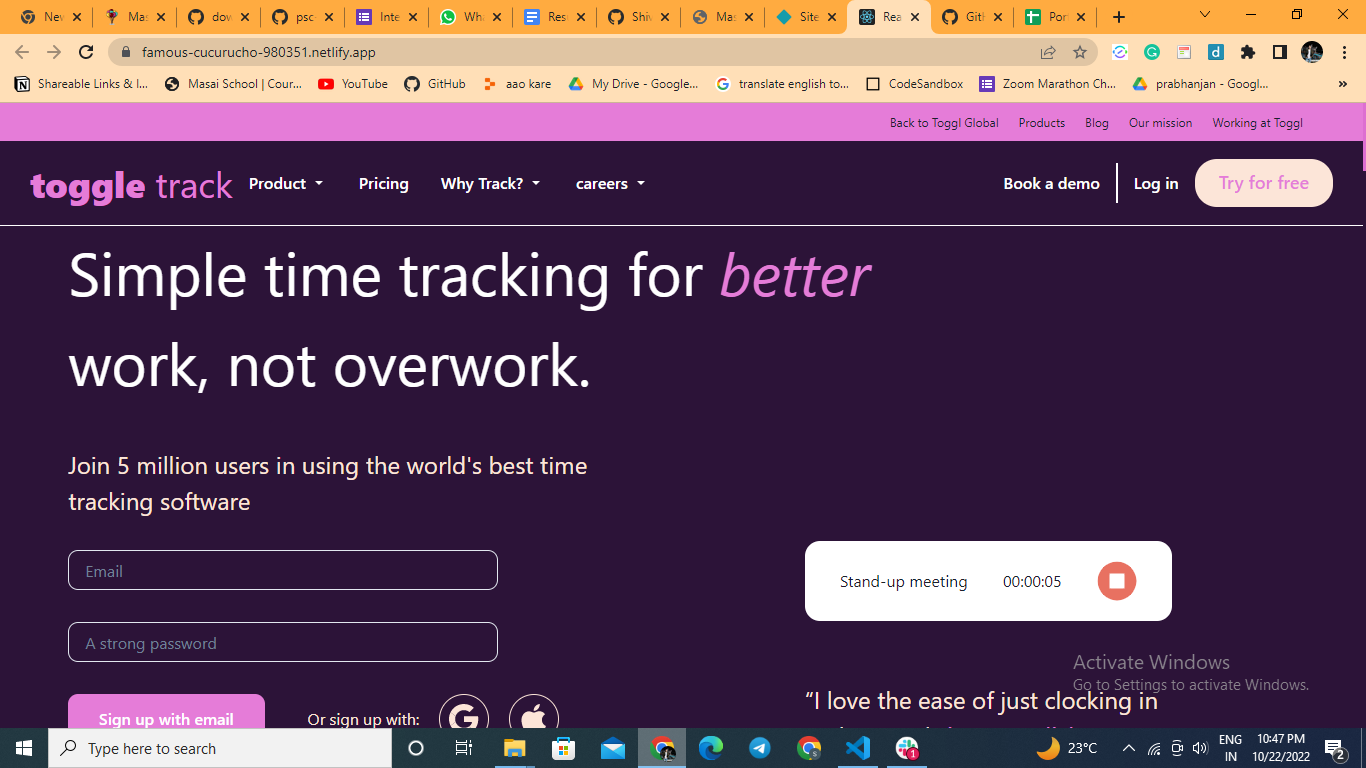 Nev
Mas
dow
psc-
Inte
Wha
Res
Shiv
Mas
Site
Rea
Gith
Por
famous-cucurucho-980351.netlify.app
Shareable Links & I...
Masai School | Cour...
YouTube
GitHub
aao kare
My Drive - Google...
translate english to...
CodeSandbox
Zoom Marathon Ch...
prabhanjan - Googl...
»
Back to Toggl Global
Products
Blog
Our mission
Working at Toggl
toggle track
Product
Pricing
Why Track?
careers
Book a demo
Log in
Try for free
Simple time tracking for better
work, not overwork.
Join 5 million users in using the world's best time
tracking software
Email
Stand-up meeting 00:00:05
A strong password
Activate Windows
Go to Settings to activate Windows.
“I love the ease of just clocking in
Sign up with email
Or sign up with:
Type here to search
1
23°C
ENG
IN
10:47 PM
10/22/2022
2